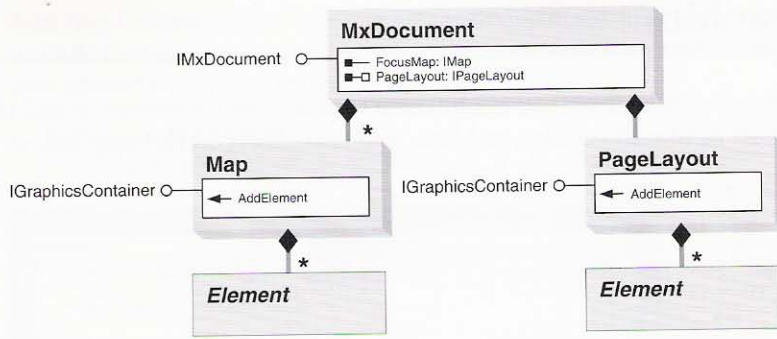 MxDocument
IMxDocument
FocusMap: IMap
PageLayout: IPageLayout
*
Map
IGraphicsContainer
AddElement
*
Element
PageLayout
IGraphicsContainer
AddElement
*
Element